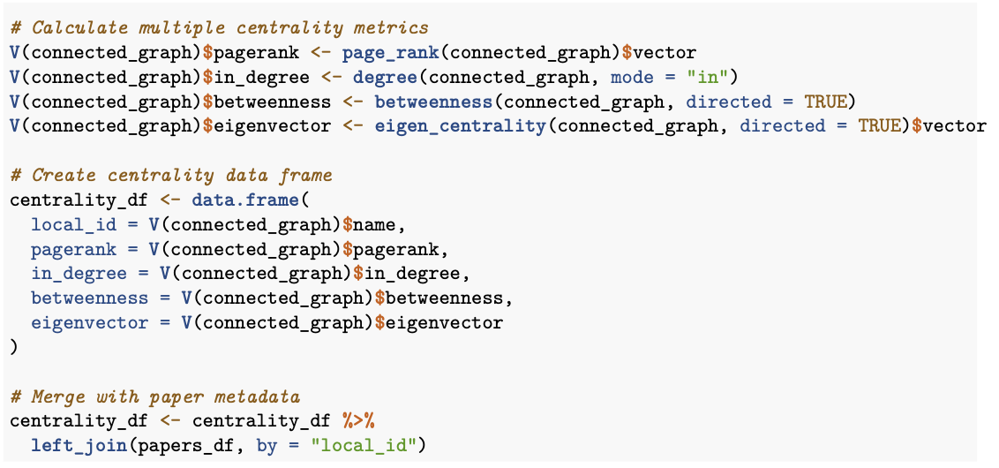 # Calculate multiple centrality metrics
V(connected_graph)$pagerank <- page_rank(connected_graph)$vector
V(connected_graph)$in_degree <- degree(connected_graph, mode = "in")
V(connected_graph)$betweenness <- betweenness(connected_graph, directed = TRUE)
V(connected_graph)$eigenvector <- eigen_centrality(connected_graph, directed = TRUE)$vector

# Create centrality data frame
centrality_df <- data.frame(
  local_id = V(connected_graph)$name,
  pagerank = V(connected_graph)$pagerank,
  in_degree = V(connected_graph)$in_degree,
  betweenness = V(connected_graph)$betweenness,
  eigenvector = V(connected_graph)$eigenvector
)

# Merge with paper metadata
centrality_df <- centrality_df %>%
  left_join(papers_df, by = "local_id")